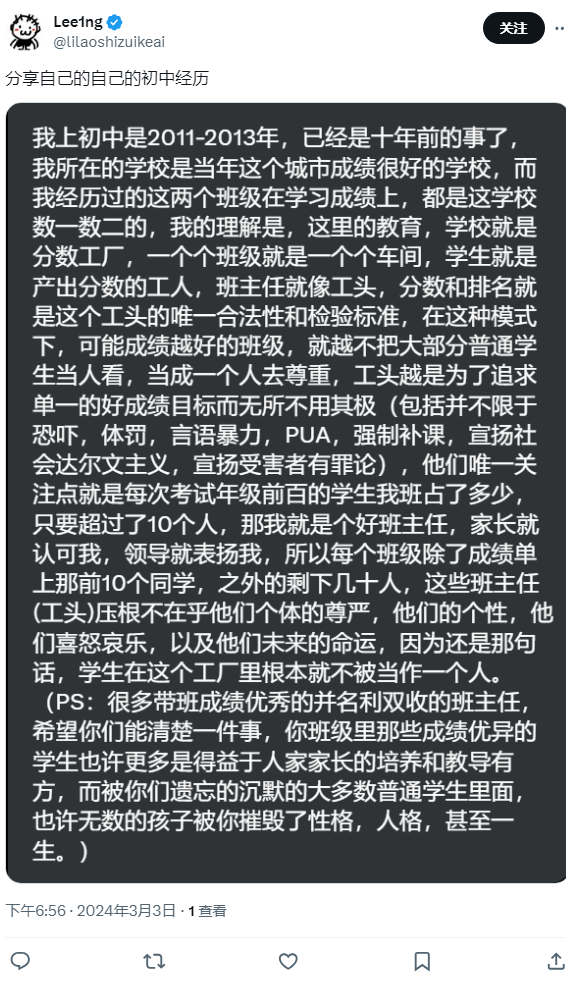 Lee1ng
关注
@lilaoshizuikeai
分享自己的自己的初中经历
我上初中是2011-2013年，已经是十年前的事了，
我所在的学校是当年这个城市成绩很好的学校，而
我经历过的这两个班级在学习成绩上，都是这学校
数一数二的，我的理解是，这里的教育，学校就是
分数工厂，一个个班级就是一个个车间，学生就是
产出分数的工人，班主任就像工头，分数和排名就
是这个工头的唯一合法性和检验标准，在这种模式
下，可能成绩越好的班级，就越不把大部分普通学
生当人看，当成一个人去尊重，工头越是为了追求
单一的好成绩目标而无所不用其极（包括并不限于
恐吓，体罚，言语暴力，PUA，强制补课，宣扬社
会达尔文主义，宣扬受害者有罪论），他们唯一关
注点就是每次考试年级前百的学生我班占了多少，
只要超过了10个人，那我就是个好班主任，家长就
认可我，领导就表扬我，所以每个班级除了成绩单
上那前10个同学，之外的剩下几十人，这些班主任
(工头)压根不在乎他们个体的尊严，他们的个性，他
们喜怒哀乐，以及他们未来的命运，因为还是那句
话，学生在这个工厂里根本就不被当作一个人。
（PS：很多带班成绩优秀的并名利双收的班主任，
希望你们能清楚一件事，你班级里那些成绩优异的
学生也许更多是得益于人家家长的培养和教导有
方，而被你们遗忘的沉默的大多数普通学生里面，
也许无数的孩子被你摧毁了性格，人格，甚至一
生。）
下午6:56 · 2024年3月3日 · 1 查看